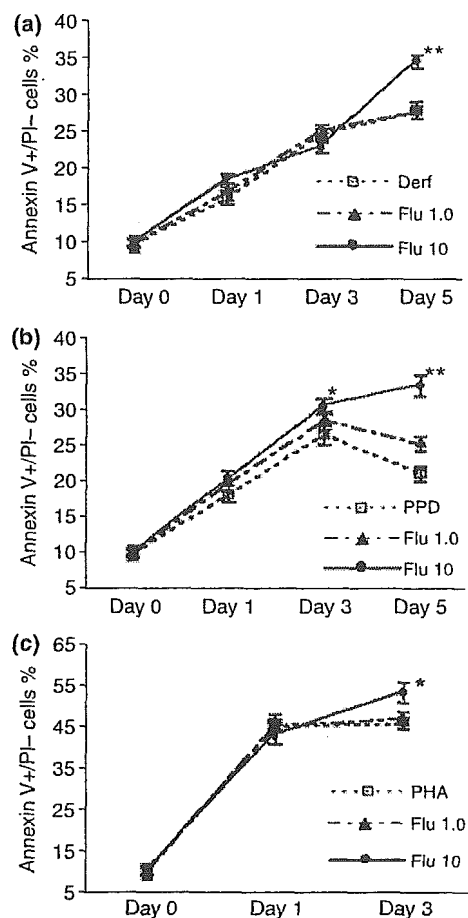 (a)
Annexin V+/PI− cells %
40
35
30
25
20
15
10
5
**
Derf
Flu 1.0
Flu 10
Day 0 Day 1 Day 3 Day 5
(b)
Annexin V+/PI− cells %
40
35
30
25
20
15
10
5
*
**
PPD
Flu 1.0
Flu 10
Day 0 Day 1 Day 3 Day 5
(c)
Annexin V+/PI− cells %
65
55
45
35
25
15
5
*
PHA
Flu 1.0
Flu 10
Day 0 Day 1 Day 3